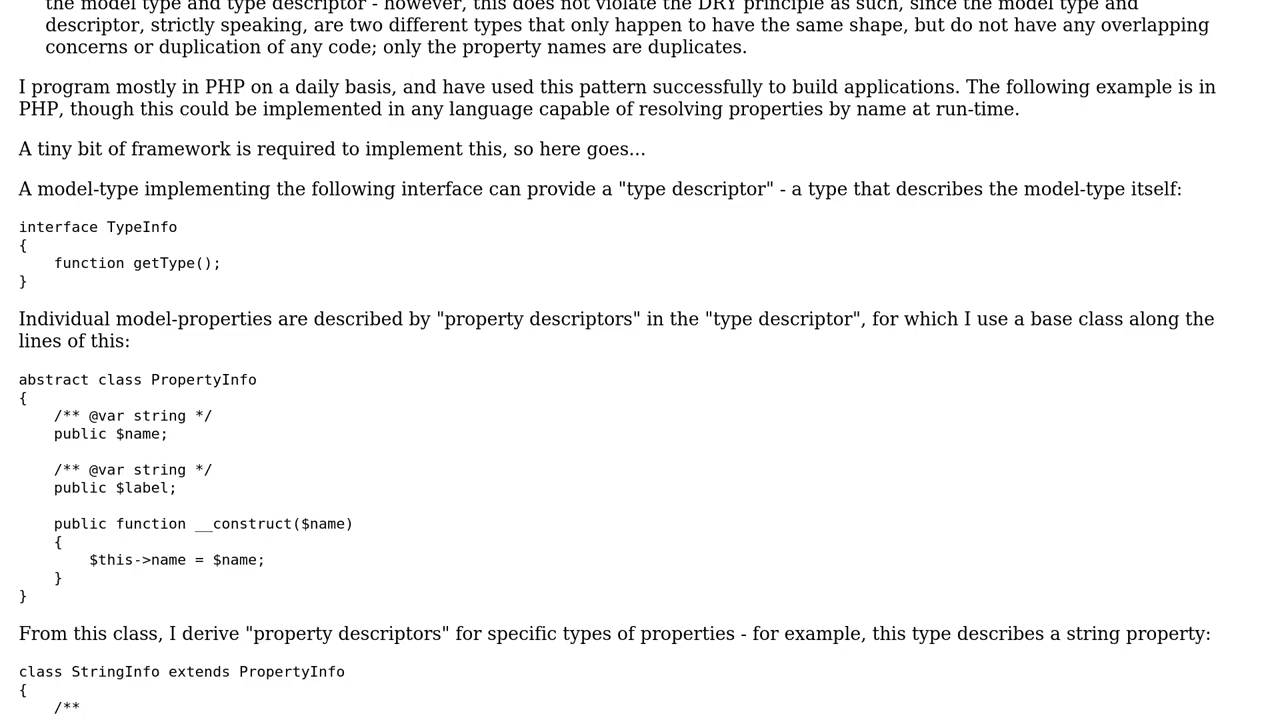 the model type and type descriptor - however, this does not violate the DRY principle as such, since the model type and
descriptor, strictly speaking, are two different types that only happen to have the same shape, but do not have any overlapping
concerns or duplication of any code; only the property names are duplicates.
I program mostly in PHP on a daily basis, and have used this pattern successfully to build applications. The following example is in
PHP, though this could be implemented in any language capable of resolving properties by name at run-time.
A tiny bit of framework is required to implement this, so here goes...
A model-type implementing the following interface can provide a "type descriptor" - a type that describes the model-type itself:
interface TypeInfo
{
    function getType();
}
Individual model-properties are described by "property descriptors" in the "type descriptor", for which I use a base class along the
lines of this:
abstract class PropertyInfo
{
    /** @var string */
    public $name;
    /** @var string */
    public $label;
    public function __construct($name)
    {
        $this->name = $name;
    }
}
From this class, I derive "property descriptors" for specific types of properties - for example, this type describes a string property:
class StringInfo extends PropertyInfo
{
    /**